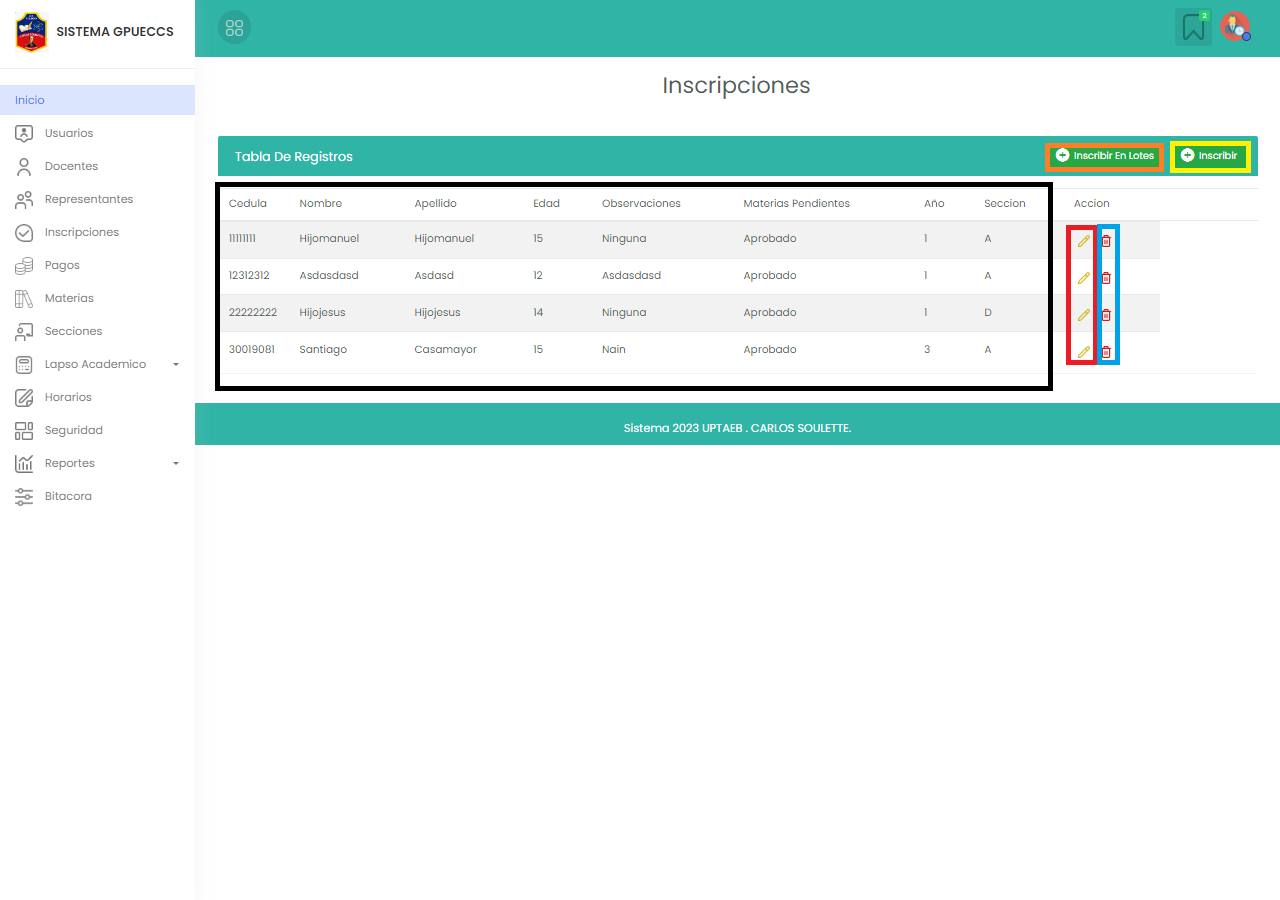 SISTEMA GPUECCS
2
Inicio
Usuarios
Docentes
Representantes
Inscripciones
Pagos
Materias
Secciones
Lapso Academico
Horarios
Seguridad
Reportes
Bitacora
Inscripciones
Tabla De Registros Inscribir En Lotes Inscribir
Cedula Nombre Apellido Edad Observaciones Materias Pendientes Año Seccion Accion
11111111 Hijomanuel Hijomanuel 15 Ninguna Aprobado 1 A
12312312 Asdasdasd Asdasd 12 Asdasdasd Aprobado 1 A
22222222 Hijojesus Hijojesus 14 Ninguna Aprobado 1 D
30019081 Santiago Casamayor 15 Nain Aprobado 3 A
Sistema 2023 UPTAEB . CARLOS SOULETTE.